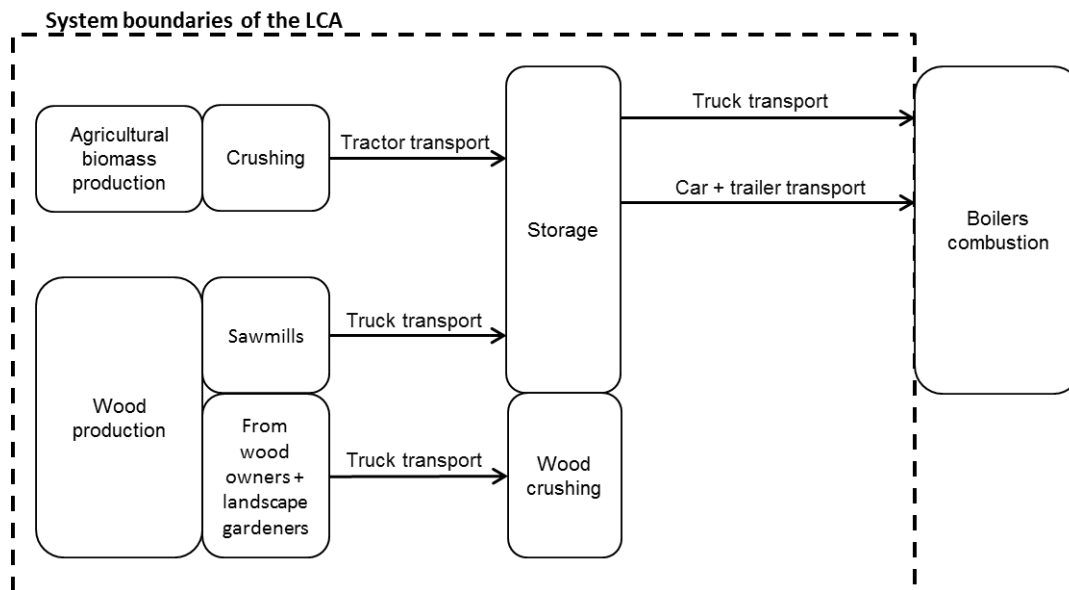 System boundaries of the LCA
Agricultural
biomass
production
Crushing
Tractor transport
Storage
Truck transport
Car + trailer transport
Boilers
combustion
Wood
production
Sawmills
Truck transport
From
wood
owners +
landscape
gardeners
Truck transport
Wood
crushing